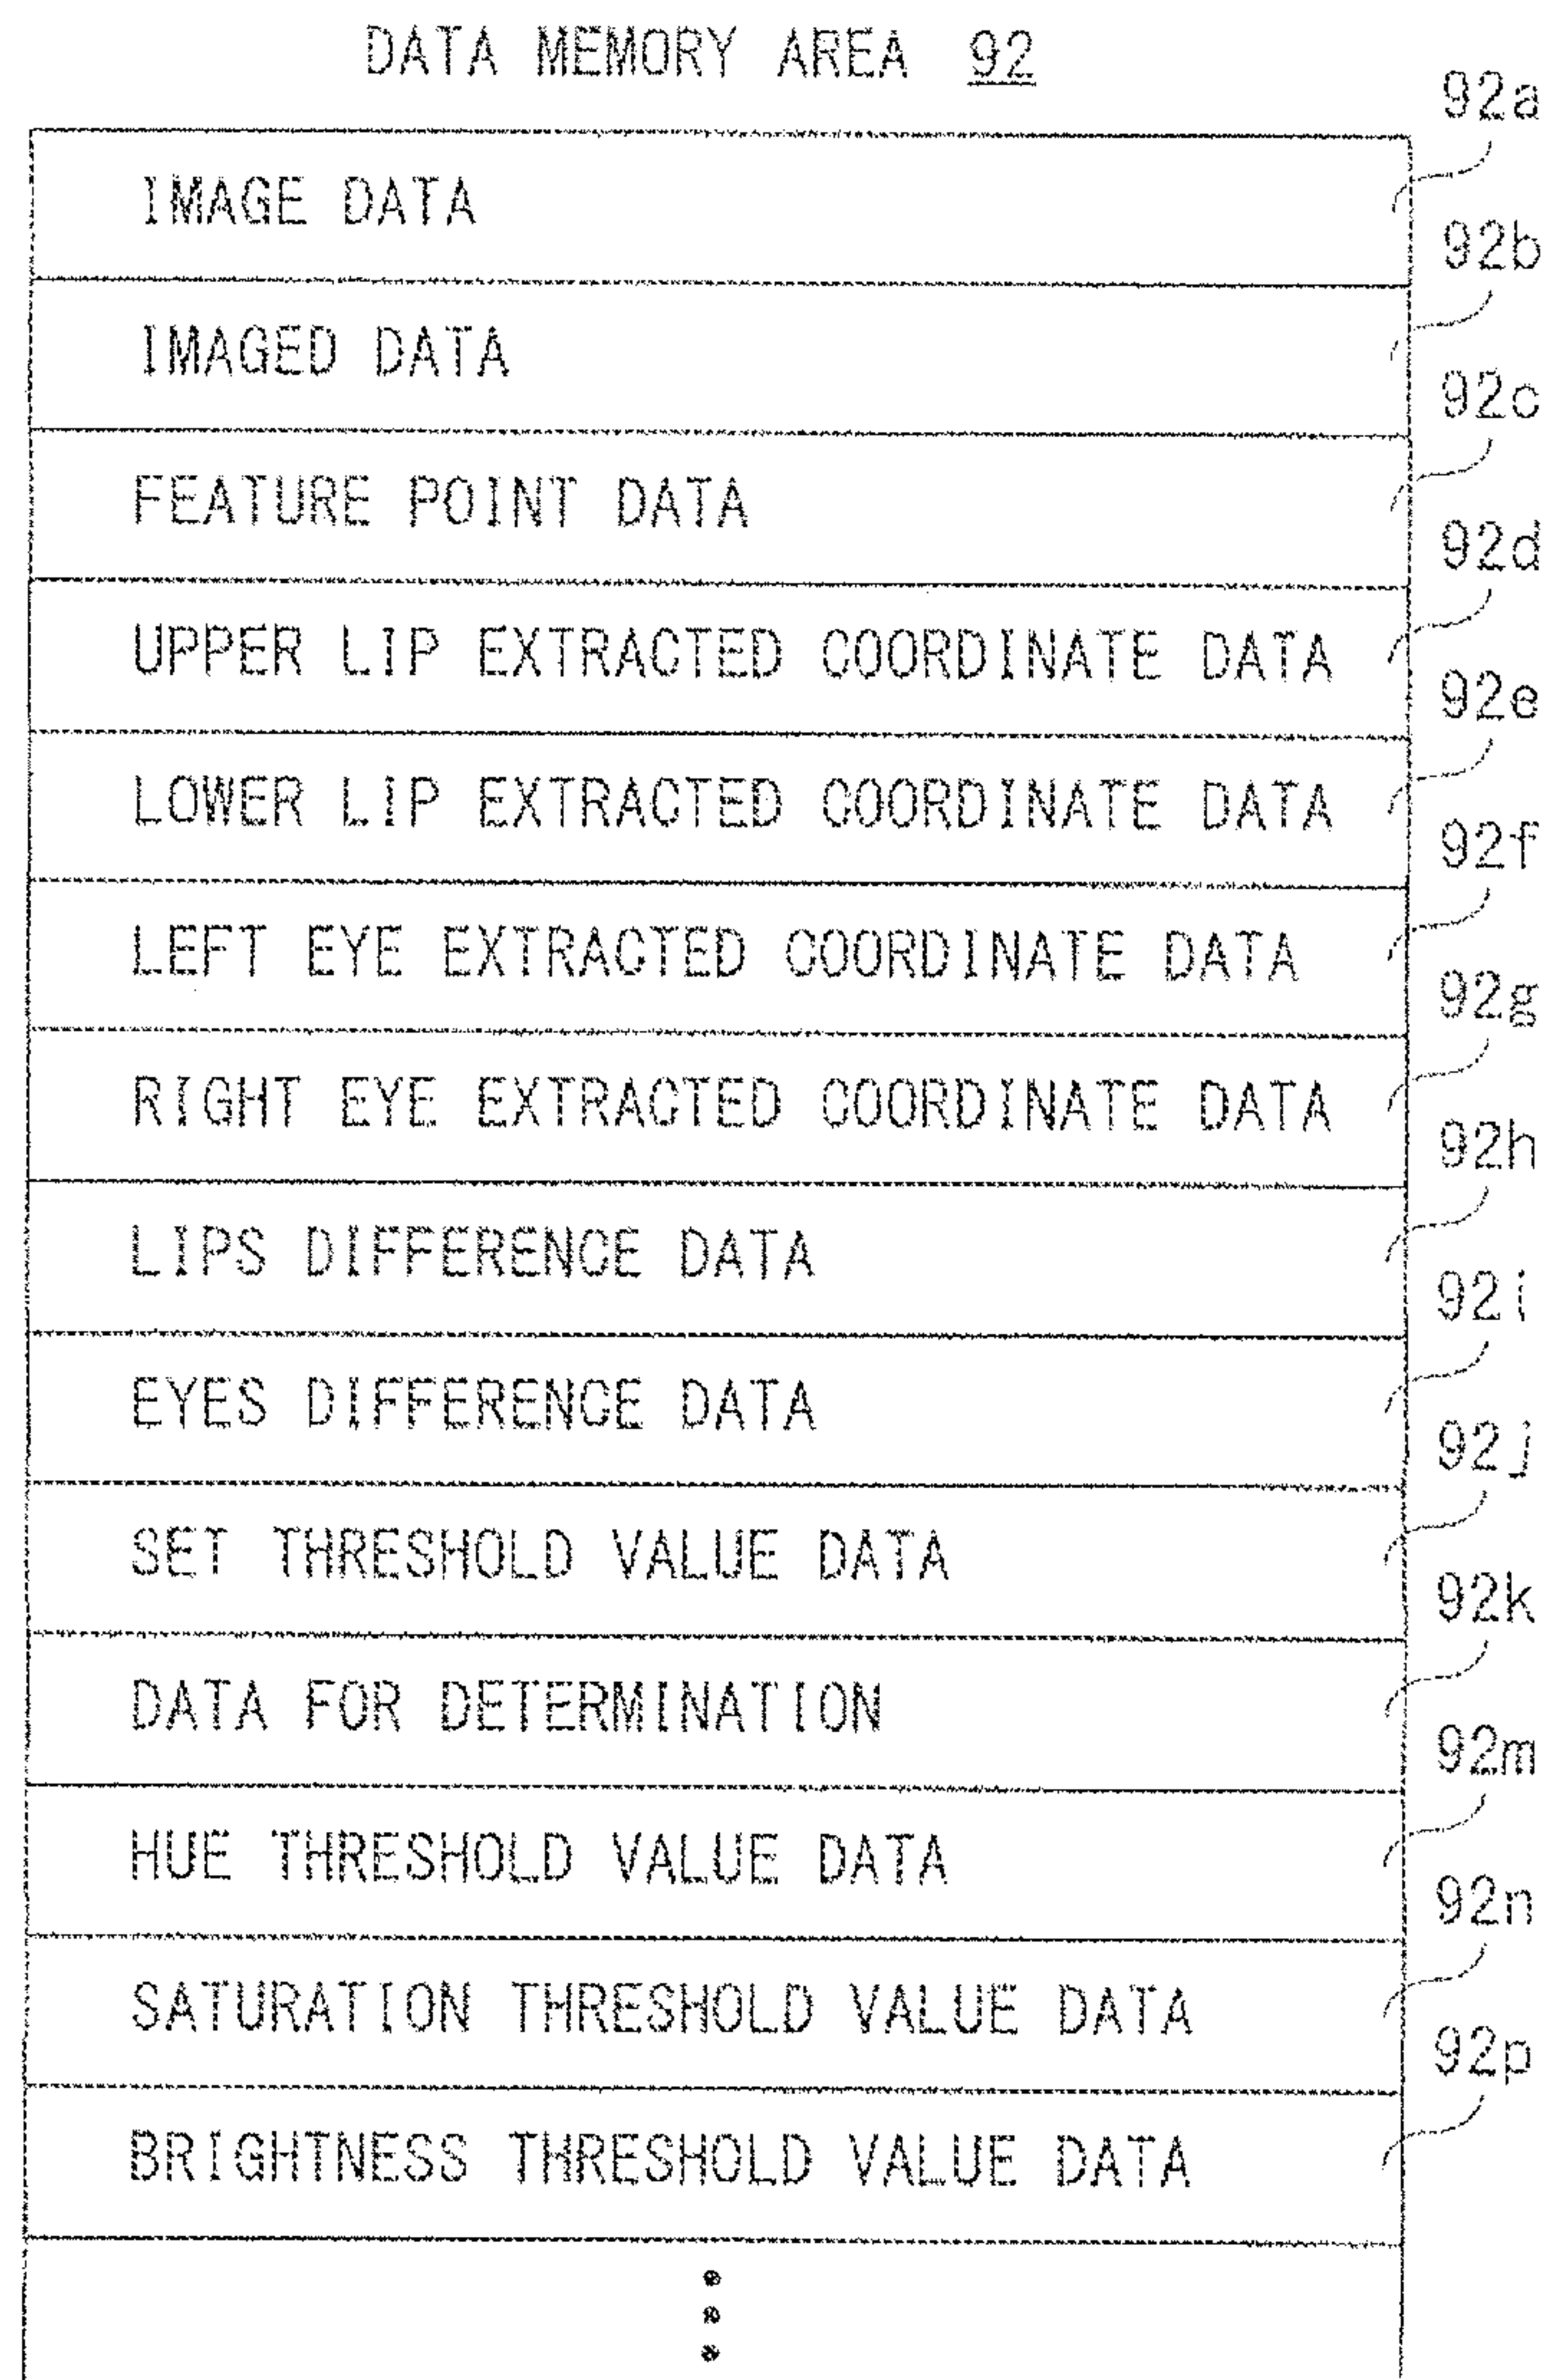 DATA MEMORY AREA 92
92a
IMAGE DATA
92b
IMAGED DATA
92c
FEATURE POINT DATA
92d
UPPER LIP EXTRACTED COORDINATE DATA
92e
LOWER LIP EXTRACTED COORDINATE DATA
92f
LEFT EYE EXTRACTED COORDINATE DATA
92g
RIGHT EYE EXTRACTED COORDINATE DATA
92h
LIPS DIFFERENCE DATA
92i
EYES DIFFERENCE DATA
92j
SET THRESHOLD VALUE DATA
92k
DATA FOR DETERMINATION
92m
HUE THRESHOLD VALUE DATA
92n
SATURATION THRESHOLD VALUE DATA
92p
BRIGHTNESS THRESHOLD VALUE DATA